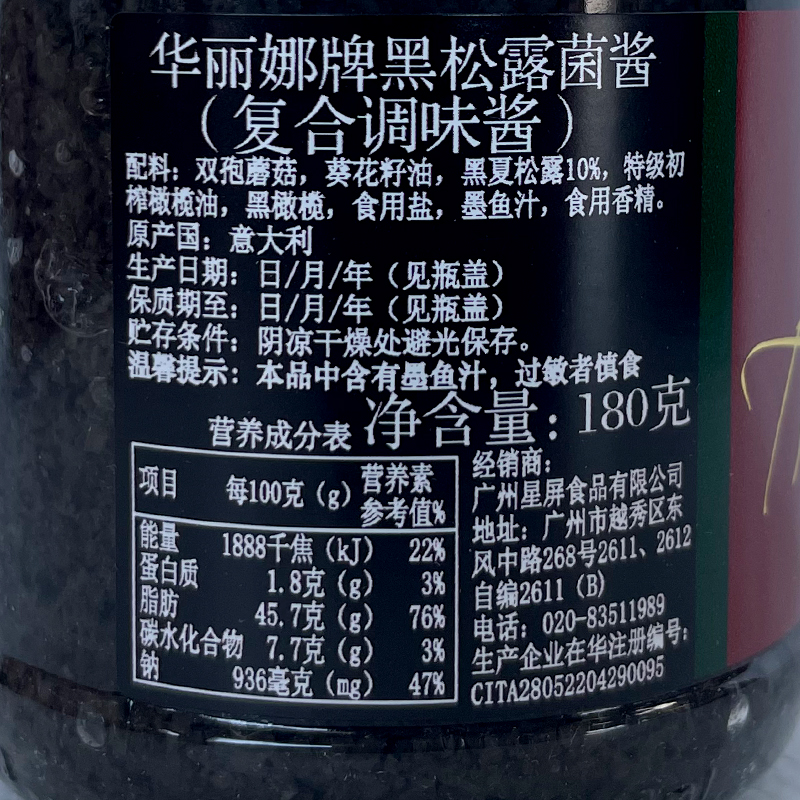 华丽娜牌黑松露菌酱
（复合调味酱）
配料：双孢蘑菇，葵花籽油，黑夏松露10%，特级初
榨橄榄油，黑橄榄，食用盐，墨鱼汁，食用香精。
原产国：意大利
生产日期：日/月/年（见瓶盖）
保质期至：日/月/年（见瓶盖）
贮存条件：阴凉干燥处避光保存。
温馨提示：本品中含有墨鱼汁，过敏者慎食
净含量：180克
营养成分表
项目 每100克（g） 营养素参考值%
能量 1888千焦（kJ） 22%
蛋白质 1.8克（g） 3%
脂肪 45.7克（g） 76%
碳水化合物 7.7克（g） 3%
钠 936毫克（mg） 47%
经销商：
广州星屏食品有限公司
地址：广州市越秀区东
风中路268号2611、2612
自编2611（B）
电话：020-83511989
生产企业在华注册编号：
CITA28052204290095